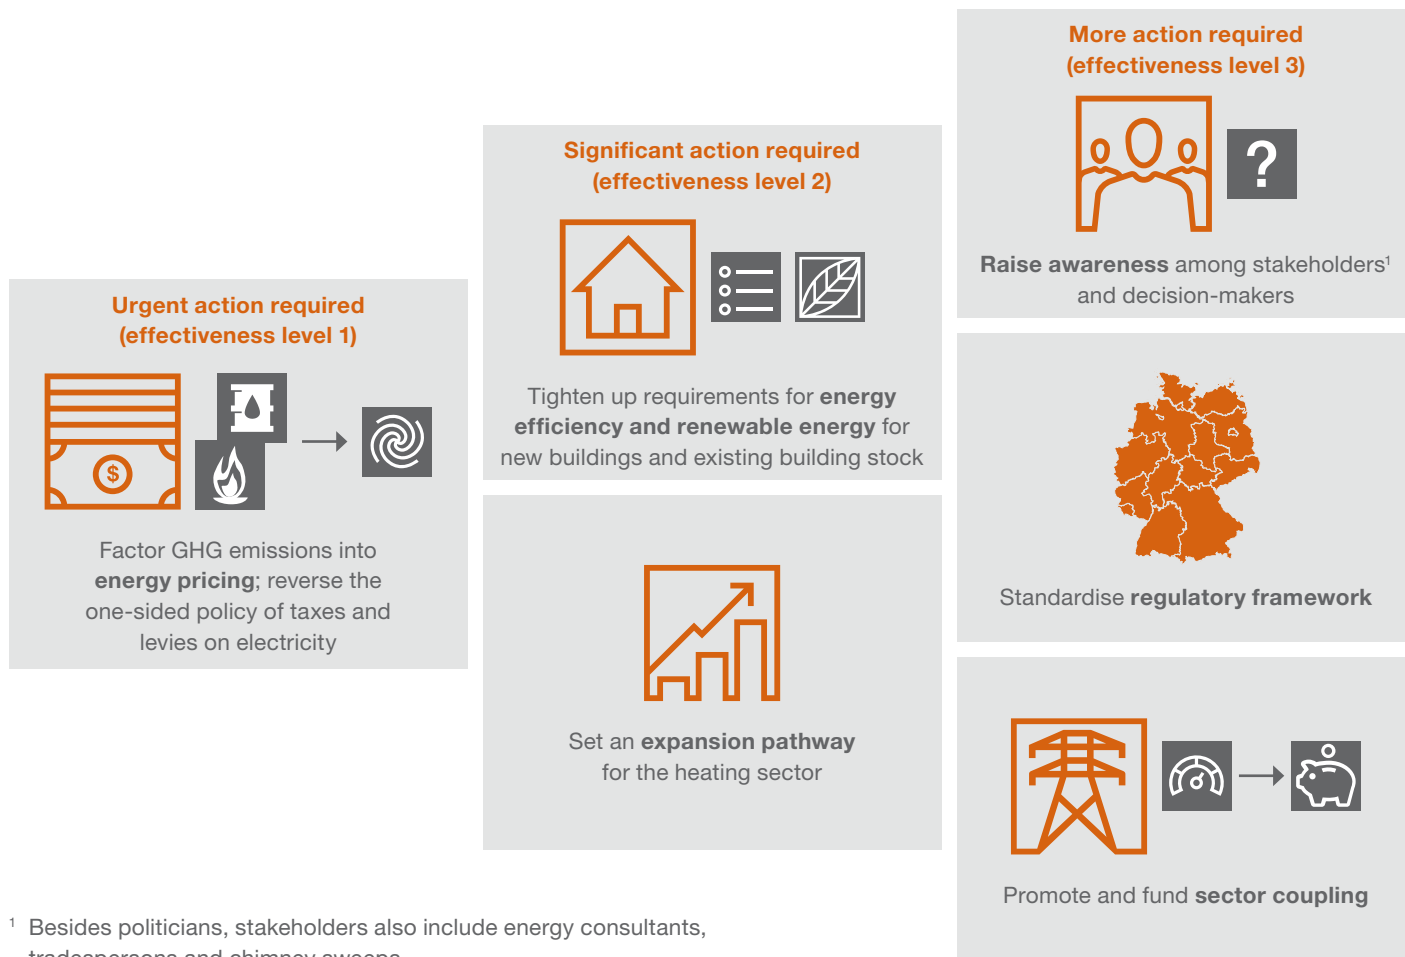 Urgent action required
(effectiveness level 1)
$
Factor GHG emissions into
energy pricing; reverse the
one-sided policy of taxes and
levies on electricity
Significant action required
(effectiveness level 2)
Tighten up requirements for energy
efficiency and renewable energy for
new buildings and existing building stock
Set an expansion pathway
for the heating sector
More action required
(effectiveness level 3)
?
Raise awareness among stakeholders¹
and decision-makers
Standardise regulatory framework
Promote and fund sector coupling
¹ Besides politicians, stakeholders also include energy consultants,
tradespersons and chimney sweeps